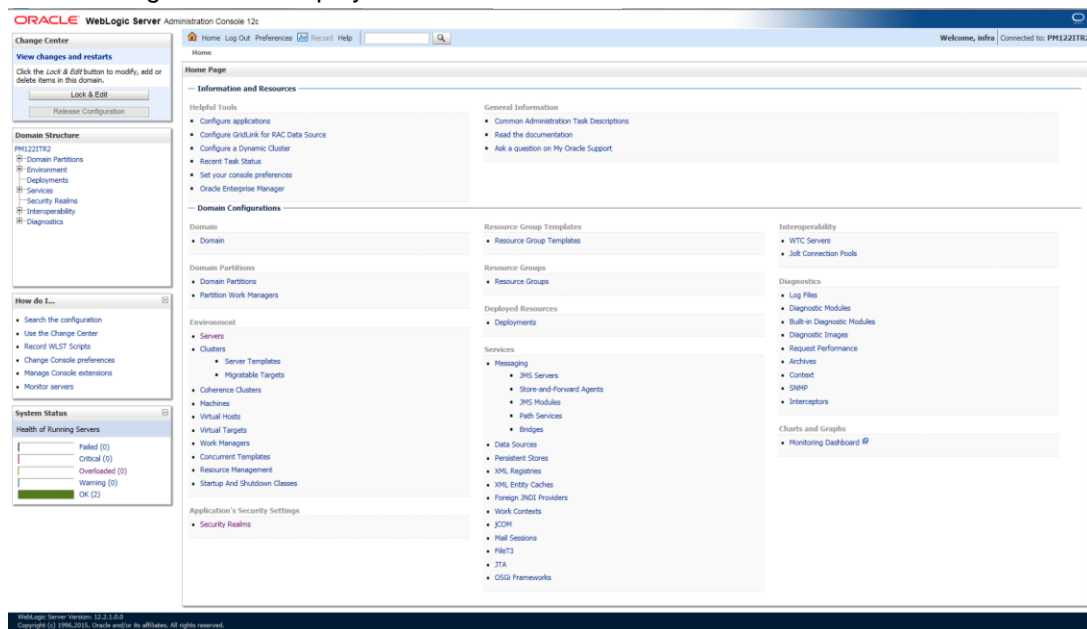 ORACLE WebLogic Server Administration Console 12c
Change Center
View changes and restarts
Click the Lock & Edit button to modify, add or
delete items in this domain.
Lock & Edit
Release Configuration
Domain Structure
PM122ITR2
Domain Partitions
Environment
Deployments
Services
Security Realms
Interoperability
Diagnostics
How do I...
Search the configuration
Use the Change Center
Record WLST Scripts
Change Console preferences
Manage Console extensions
Monitor servers
System Status
Health of Running Servers
Failed (0)
Critical (0)
Overloaded (0)
Warning (0)
OK (2)
Home Log Out Preferences Record Help
Welcome, infra Connected to: PM122ITR2
Home
Home Page
Information and Resources
Helpful Tools
Configure applications
Configure GridLink for RAC Data Source
Configure a Dynamic Cluster
Recent Task Status
Set your console preferences
Oracle Enterprise Manager
General Information
Common Administration Task Descriptions
Read the documentation
Ask a question on My Oracle Support
Domain Configurations
Domain
Domain
Domain Partitions
Domain Partitions
Partition Work Managers
Environment
Servers
Clusters
Server Templates
Migratable Targets
Coherence Clusters
Machines
Virtual Hosts
Virtual Targets
Work Managers
Concurrent Templates
Resource Management
Startup And Shutdown Classes
Application's Security Settings
Security Realms
Resource Group Templates
Resource Group Templates
Resource Groups
Resource Groups
Deployed Resources
Deployments
Services
Messaging
JMS Servers
Store-and-Forward Agents
JMS Modules
Path Services
Bridges
Data Sources
Persistent Stores
XML Registries
XML Entity Caches
Foreign JNDI Providers
Work Contexts
jCOM
Mail Sessions
FileT3
JTA
OSGi Frameworks
Interoperability
WTC Servers
Jolt Connection Pools
Diagnostics
Log Files
Diagnostic Modules
Built-in Diagnostic Modules
Diagnostic Images
Request Performance
Archives
Context
SNMP
Interceptors
Charts and Graphs
Monitoring Dashboard
WebLogic Server Version: 12.2.1.0.0
Copyright (c) 1996,2015, Oracle and/or its affiliates. All rights reserved.